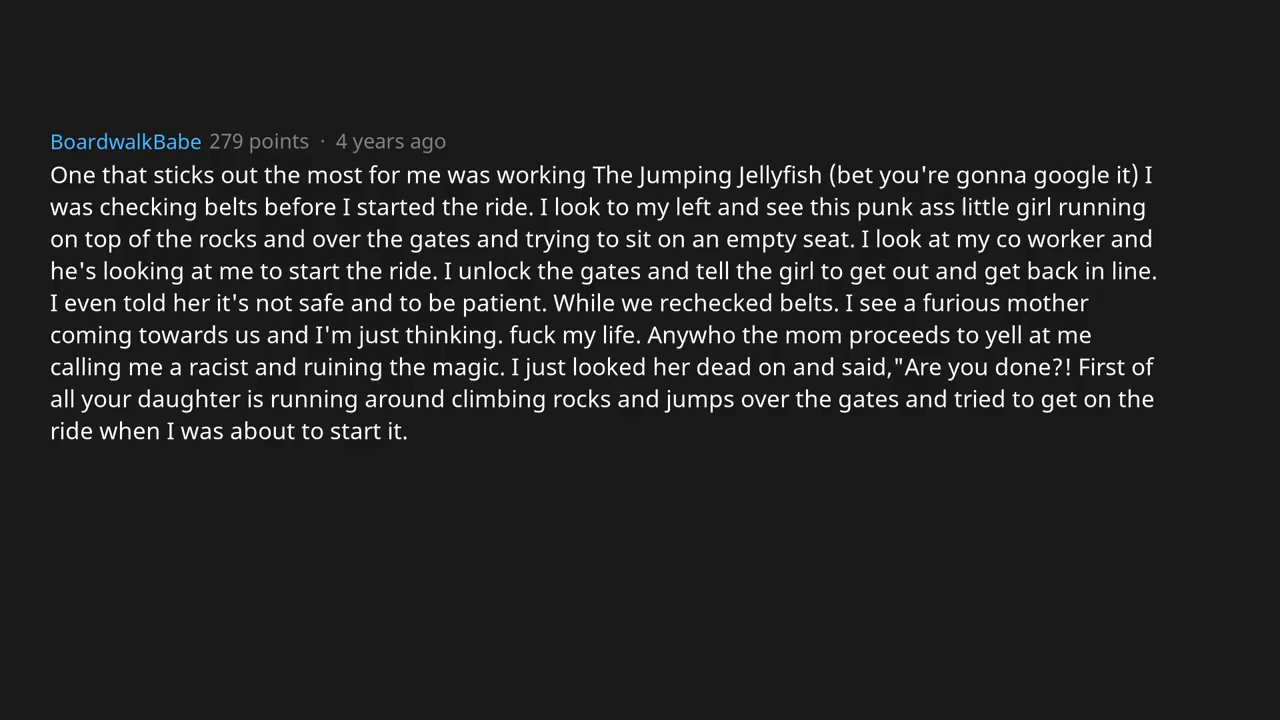 BoardwalkBabe 279 points · 4 years ago
One that sticks out the most for me was working The Jumping Jellyfish (bet you're gonna google it) I
was checking belts before I started the ride. I look to my left and see this punk ass little girl running
on top of the rocks and over the gates and trying to sit on an empty seat. I look at my co worker and
he's looking at me to start the ride. I unlock the gates and tell the girl to get out and get back in line.
I even told her it's not safe and to be patient. While we rechecked belts. I see a furious mother
coming towards us and I'm just thinking. fuck my life. Anywho the mom proceeds to yell at me
calling me a racist and ruining the magic. I just looked her dead on and said,"Are you done?! First of
all your daughter is running around climbing rocks and jumps over the gates and tried to get on the
ride when I was about to start it.